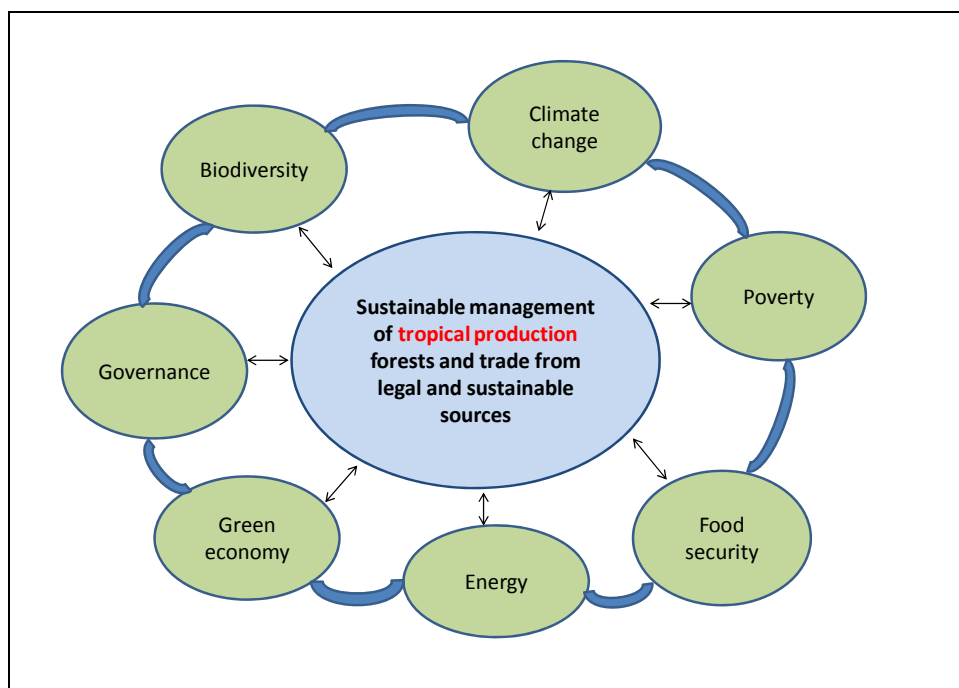 Climate
change
Biodiversity
Poverty
Sustainable management
of tropical production
forests and trade from
legal and sustainable
sources
Governance
Green
economy
Food
security
Energy